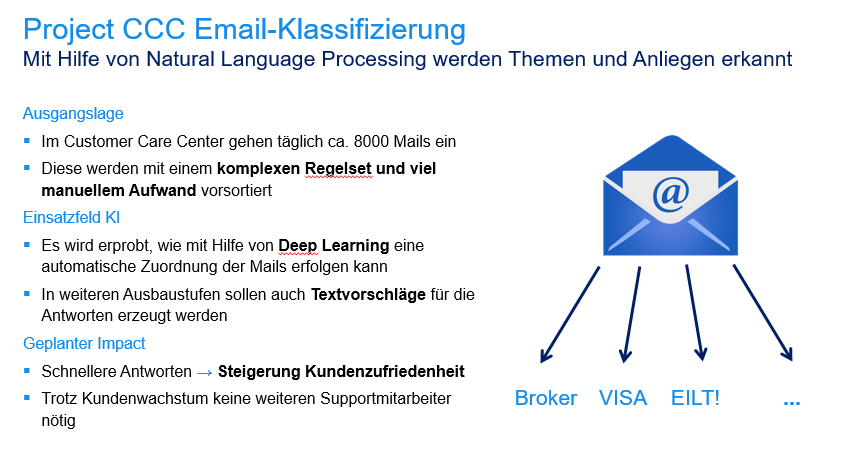 Project CCC Email-Klassifizierung
Mit Hilfe von Natural Language Processing werden Themen und Anliegen erkannt
Ausgangslage
▪ Im Customer Care Center gehen täglich ca. 8000 Mails ein
▪ Diese werden mit einem komplexen Regelset und viel
manuellem Aufwand vorsortiert
Einsatzfeld KI
▪ Es wird erprobt, wie mit Hilfe von Deep Learning eine
automatische Zuordnung der Mails erfolgen kann
▪ In weiteren Ausbaustufen sollen auch Textvorschläge für die
Antworten erzeugt werden
Geplanter Impact
▪ Schnellere Antworten → Steigerung Kundenzufriedenheit
▪ Trotz Kundenwachstum keine weiteren Supportmitarbeiter
nötig
@
Broker VISA EILT! ...